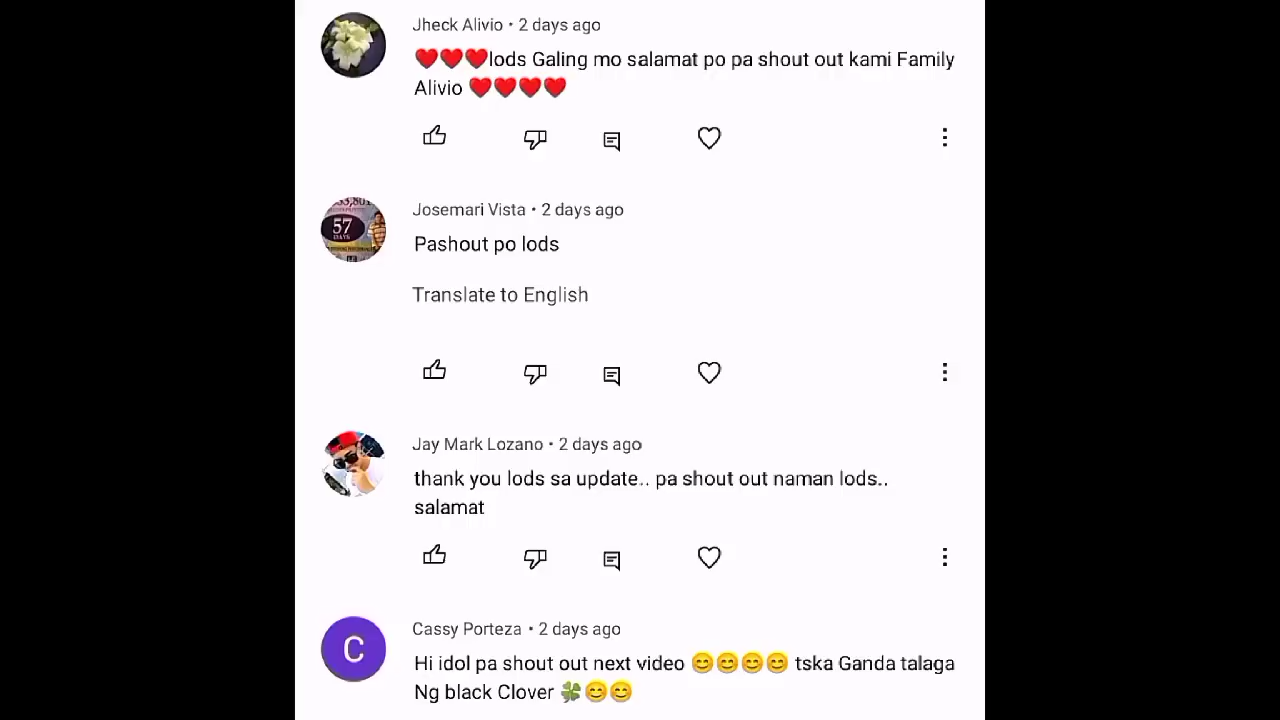 Jheck Alivio • 2 days ago
❤️❤️❤️lods Galing mo salamat po pa shout out kami Family
Alivio ❤️❤️❤️❤️
57
DAYS
Josemari Vista • 2 days ago
Pashout po lods
Translate to English
Jay Mark Lozano • 2 days ago
thank you lods sa update.. pa shout out naman lods..
salamat
C
Cassy Porteza • 2 days ago
Hi idol pa shout out next video 😊😊😊😊 tska Ganda talaga
Ng black Clover 🍀😊😊